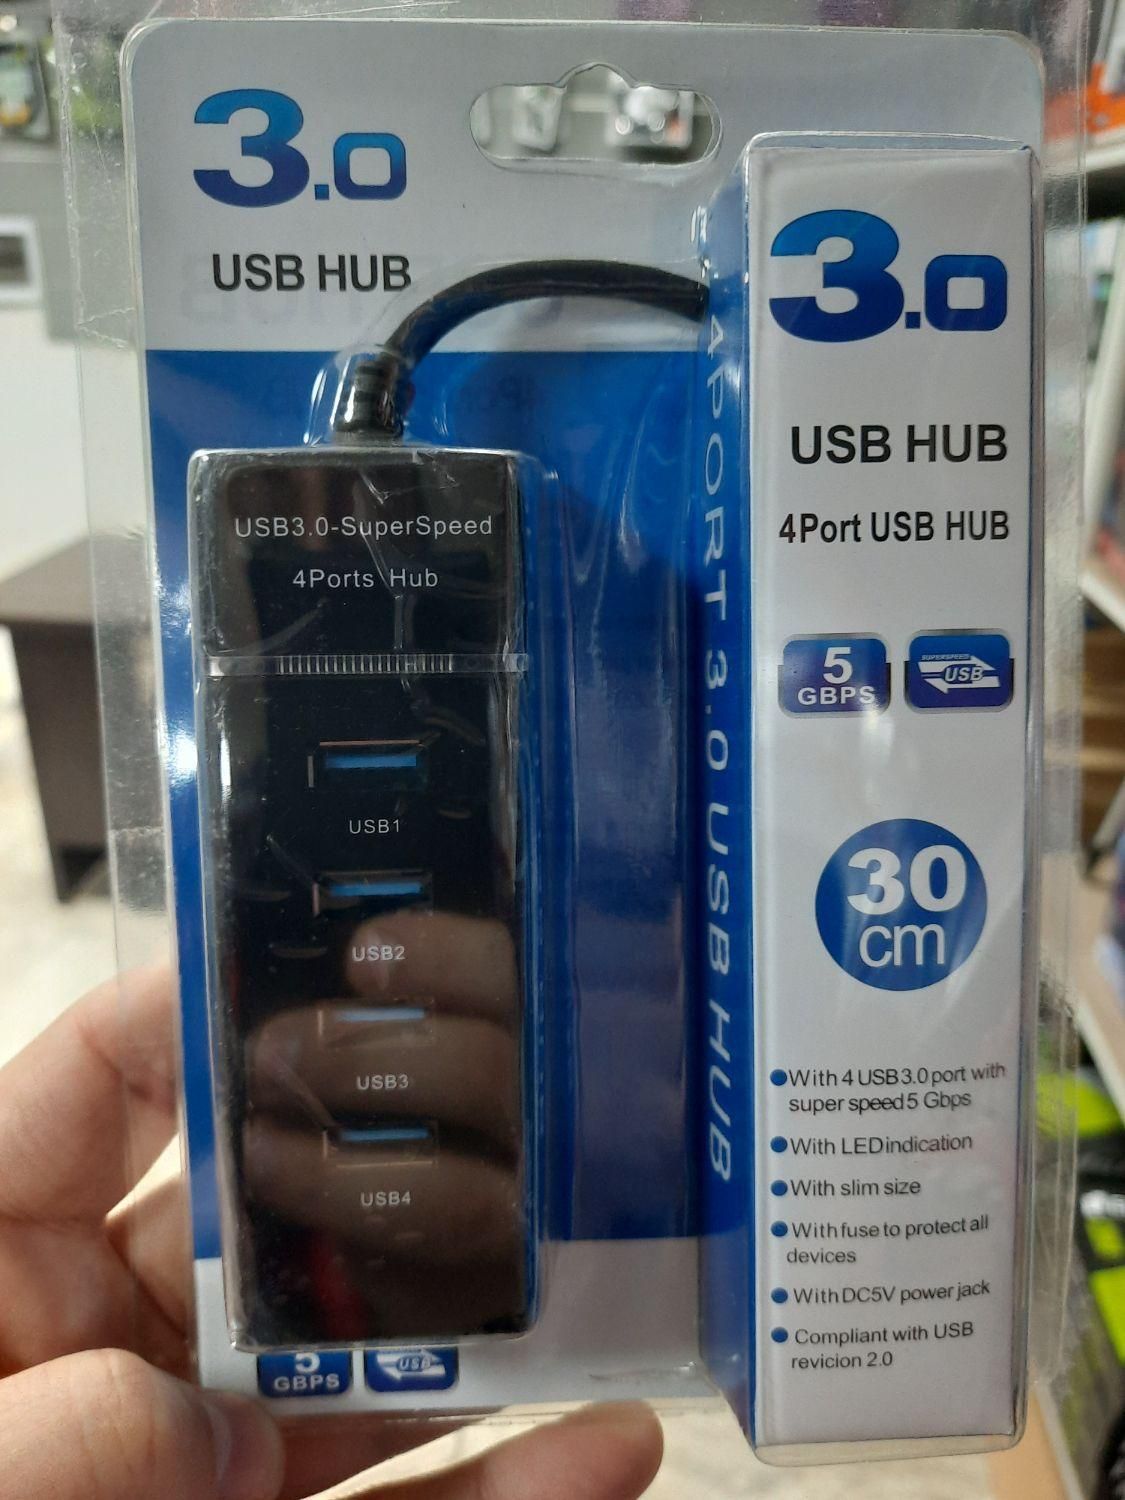 3.0
USB HUB
USB3.0-SuperSpeed
4Ports Hub
USB1
USB2
USB3
USB4
5
GBPS
USB
4PORT 3.0 USB HUB
3.0
USB HUB
4Port USB HUB
5
GBPS
SUPERSPEED
USB
30
cm
With 4 USB3.0 port with
super speed 5 Gbps
With LED indication
With slim size
With fuse to protect all
devices
With DC5V power jack
Compliant with USB
revicion 2.0